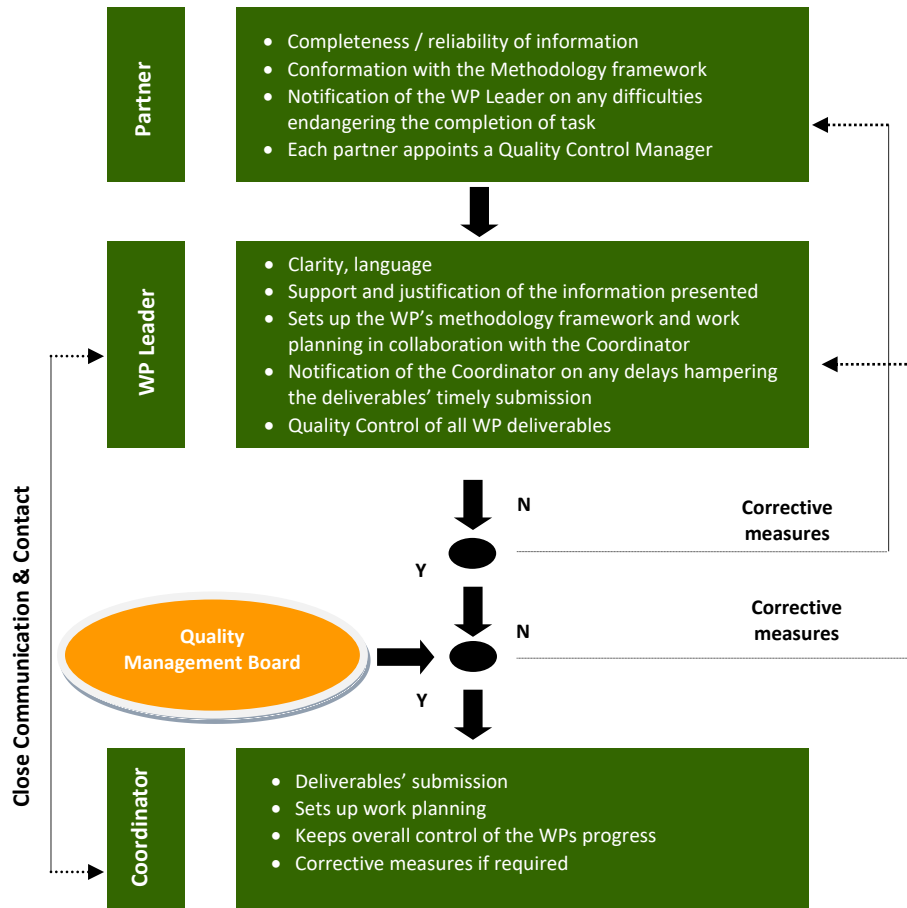 Partner
• Completeness / reliability of information
• Conformation with the Methodology framework
• Notification of the WP Leader on any difficulties
endangering the completion of task
• Each partner appoints a Quality Control Manager
WP Leader
• Clarity, language
• Support and justification of the information presented
• Sets up the WP’s methodology framework and work
planning in collaboration with the Coordinator
• Notification of the Coordinator on any delays hampering
the deliverables’ timely submission
• Quality Control of all WP deliverables
Close Communication & Contact
N
Corrective
measures
Y
Quality
Management Board
N
Corrective
measures
Y
Coordinator
• Deliverables’ submission
• Sets up work planning
• Keeps overall control of the WPs progress
• Corrective measures if required